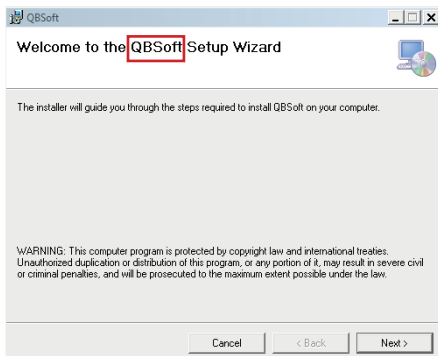 QBSoft
Welcome to the QBSoft Setup Wizard
The installer will guide you through the steps required to install QBSoft on your computer.
WARNING: This computer program is protected by copyright law and international treaties.
Unauthorized duplication or distribution of this program, or any portion of it, may result in severe civil
or criminal penalties, and will be prosecuted to the maximum extent possible under the law.
Cancel < Back Next >